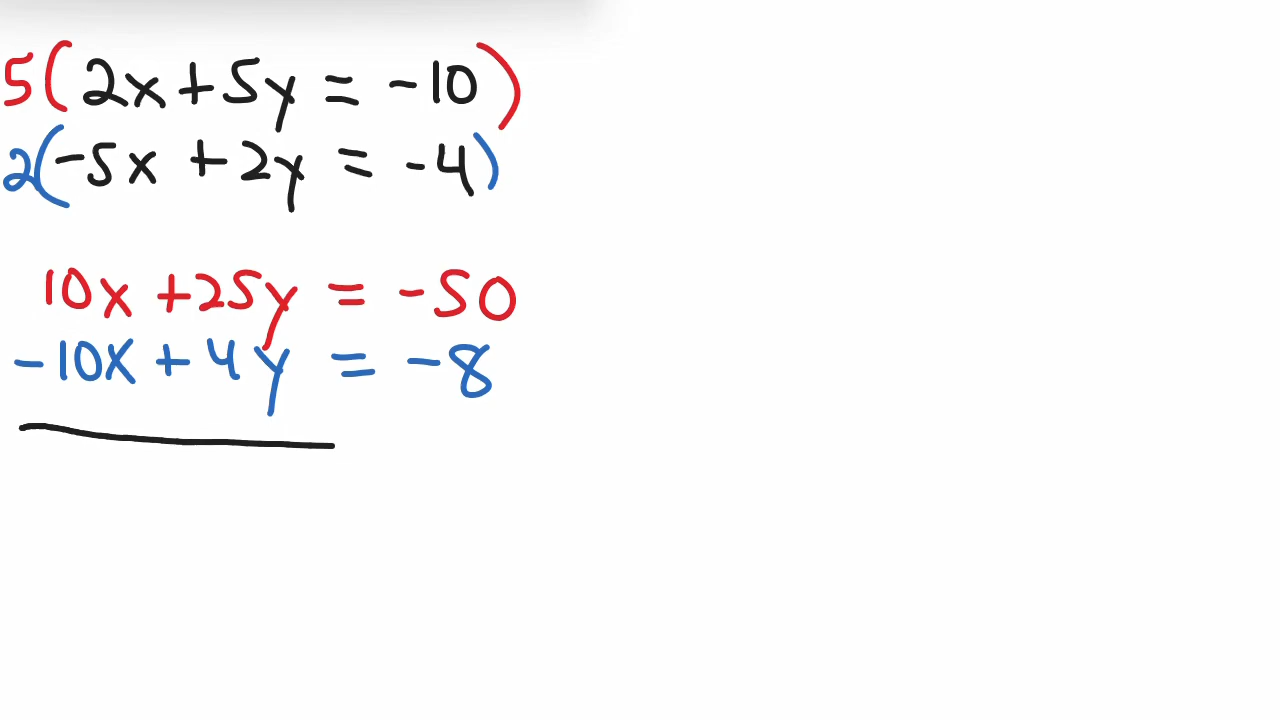 5(2x + 5y = -10)
2(-5x + 2y = -4)
10x + 25y = -50
-10x + 4y = -8